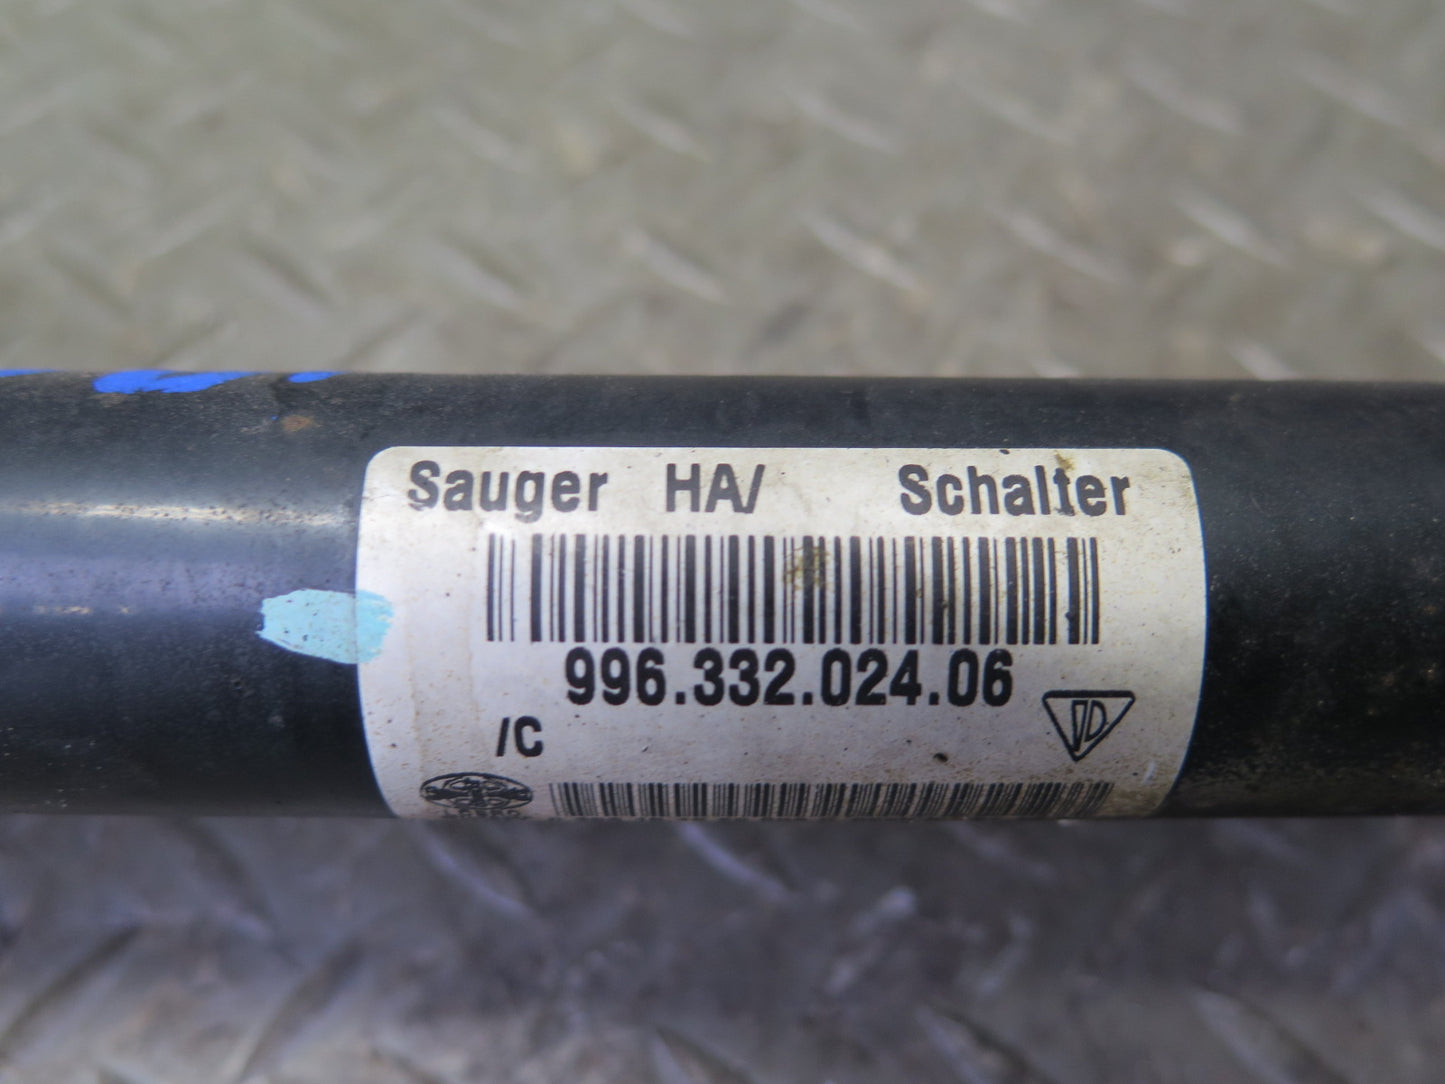 Sauger HA/ Schalter
996.332.024.06
/C